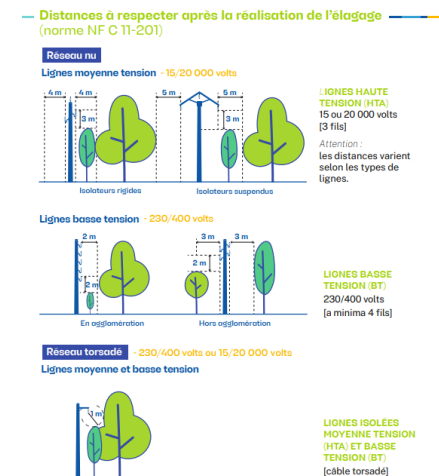 Distances à respecter après la réalisation de l'élagage
(norme NF C 11-201)
Réseau nu
Lignes moyenne tension - 15/20 000 volts
4 m 4 m 5 m 5 m
3 m 3 m
Isolateurs rigides Isolateurs suspendus
LIGNES HAUTE
TENSION (HTA)
15 ou 20 000 volts
[3 fils]
Attention :
les distances varient
selon les types de
lignes.
Lignes basse tension - 230/400 volts
2 m 3 m 3 m
2 m 2 m
En agglomération Hors agglomération
LIGNES BASSE
TENSION (BT)
230/400 volts
[a minima 4 fils]
Réseau torsadé - 230/400 volts ou 15/20 000 volts
Lignes moyenne et basse tension
1 m
LIGNES ISOLÉES
MOYENNE TENSION
(HTA) ET BASSE
TENSION (BT)
[câble torsadé]